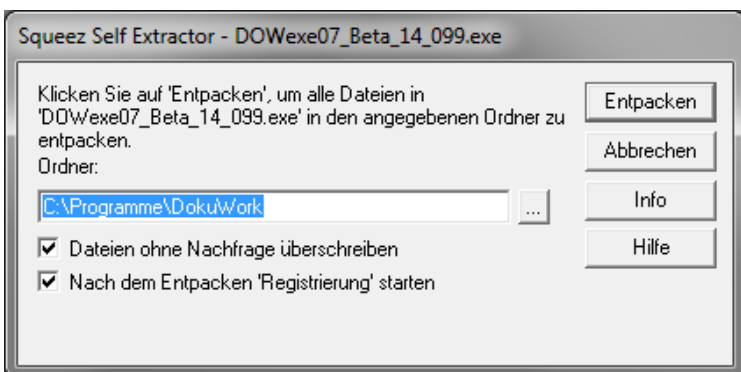 Squeez Self Extractor - DOWexe07_Beta_14_099.exe
Klicken Sie auf 'Entpacken', um alle Dateien in
'DOWexe07_Beta_14_099.exe' in den angegebenen Ordner zu
entpacken.
Ordner:
C:\Programme\DokuWork
...
Dateien ohne Nachfrage überschreiben
Nach dem Entpacken 'Registrierung' starten
Entpacken
Abbrechen
Info
Hilfe